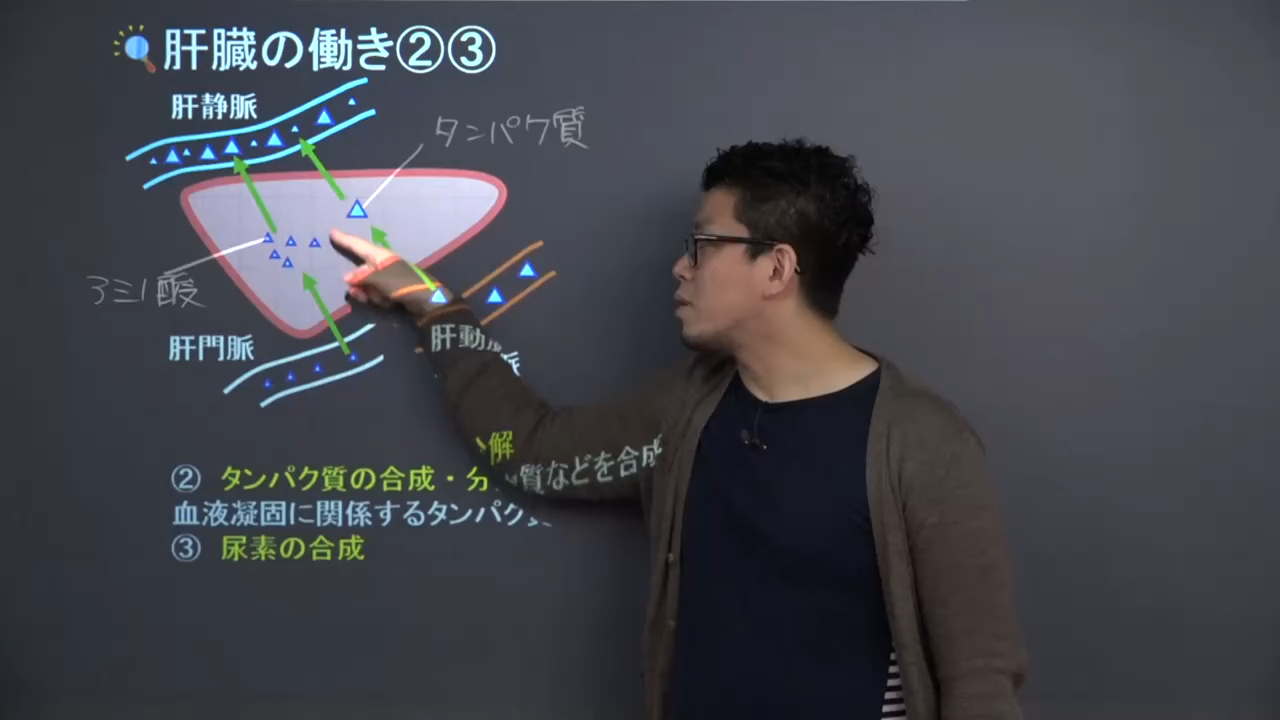 肝臓の働き②③
肝静脈
タンパク質
アミノ酸
肝門脈
肝動脈
② タンパク質の合成・分解
血液凝固に関係するタンパク質などを合成
③ 尿素の合成